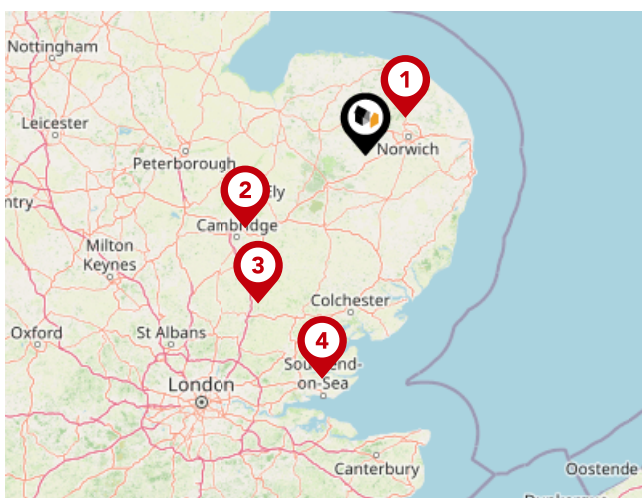 Nottingham
1
Leicester
Norwich
Peterborough
2
Ely
ntry
Cambridge
Milton
Keynes
3
Colchester
Oxford
St Albans
4
London
on-Sea
Canterbury
Oostende